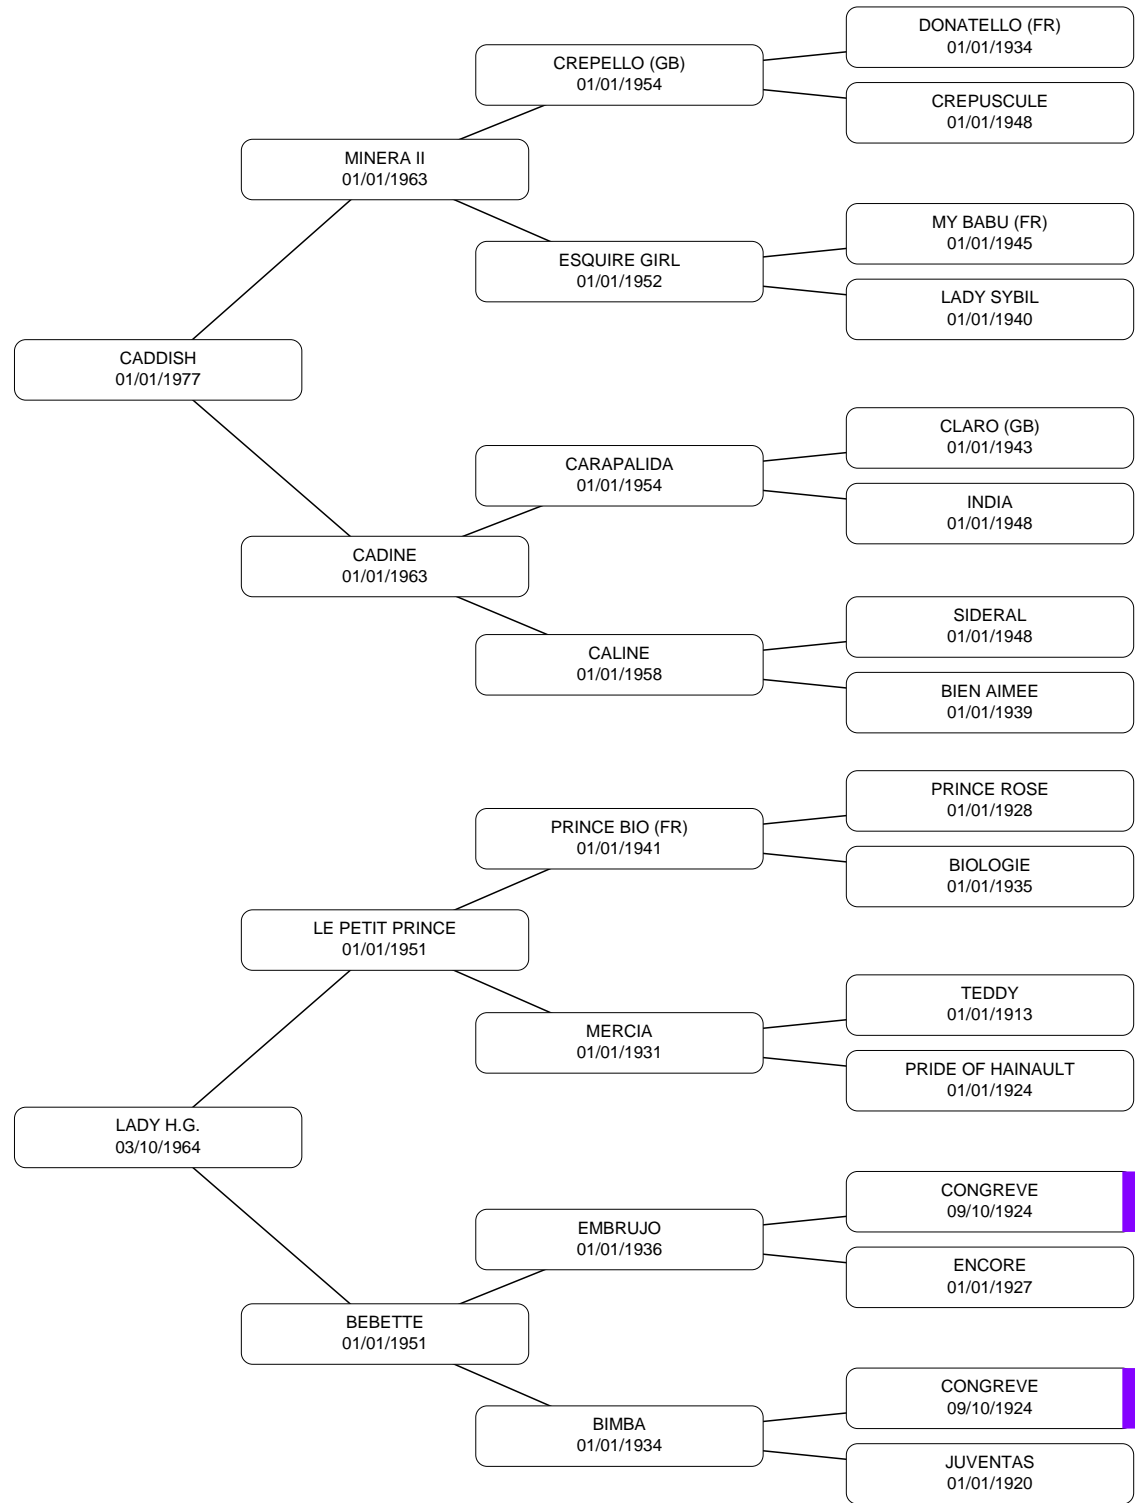 DONATELLO (FR)
01/01/1934
CREPELLO (GB)
01/01/1954
CREPUSCULE
01/01/1948
MINERA II
01/01/1963
MY BABU (FR)
01/01/1945
ESQUIRE GIRL
01/01/1952
LADY SYBIL
01/01/1940
CADDISH
01/01/1977
CLARO (GB)
01/01/1943
CARAPALIDA
01/01/1954
INDIA
01/01/1948
CADINE
01/01/1963
SIDERAL
01/01/1948
CALINE
01/01/1958
BIEN AIMEE
01/01/1939
PRINCE ROSE
01/01/1928
PRINCE BIO (FR)
01/01/1941
BIOLOGIE
01/01/1935
LE PETIT PRINCE
01/01/1951
TEDDY
01/01/1913
MERCIA
01/01/1931
PRIDE OF HAINAULT
01/01/1924
LADY H.G.
03/10/1964
CONGREVE
09/10/1924
EMBRUJO
01/01/1936
ENCORE
01/01/1927
BEBETTE
01/01/1951
CONGREVE
09/10/1924
BIMBA
01/01/1934
JUVENTAS
01/01/1920